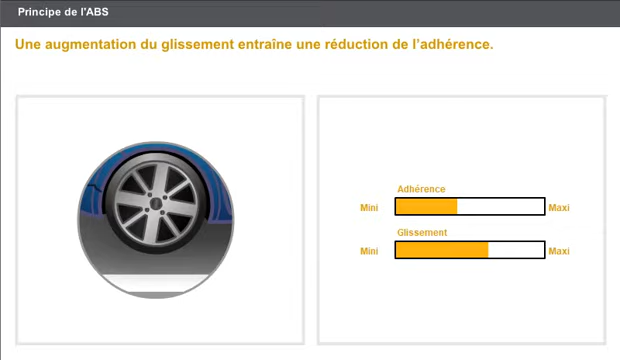 Principe de l'ABS
Une augmentation du glissement entraîne une réduction de l'adhérence.
Adhérence
Mini Maxi
Glissement
Mini Maxi